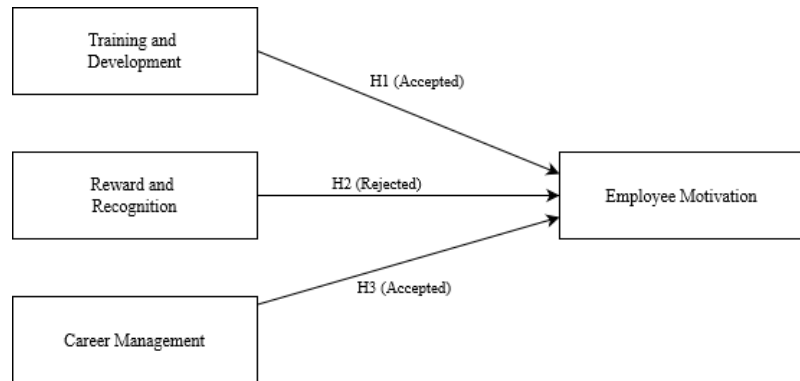 Training and
Development
H1 (Accepted)
Reward and
Recognition
H2 (Rejected)
Employee Motivation
H3 (Accepted)
Career Management